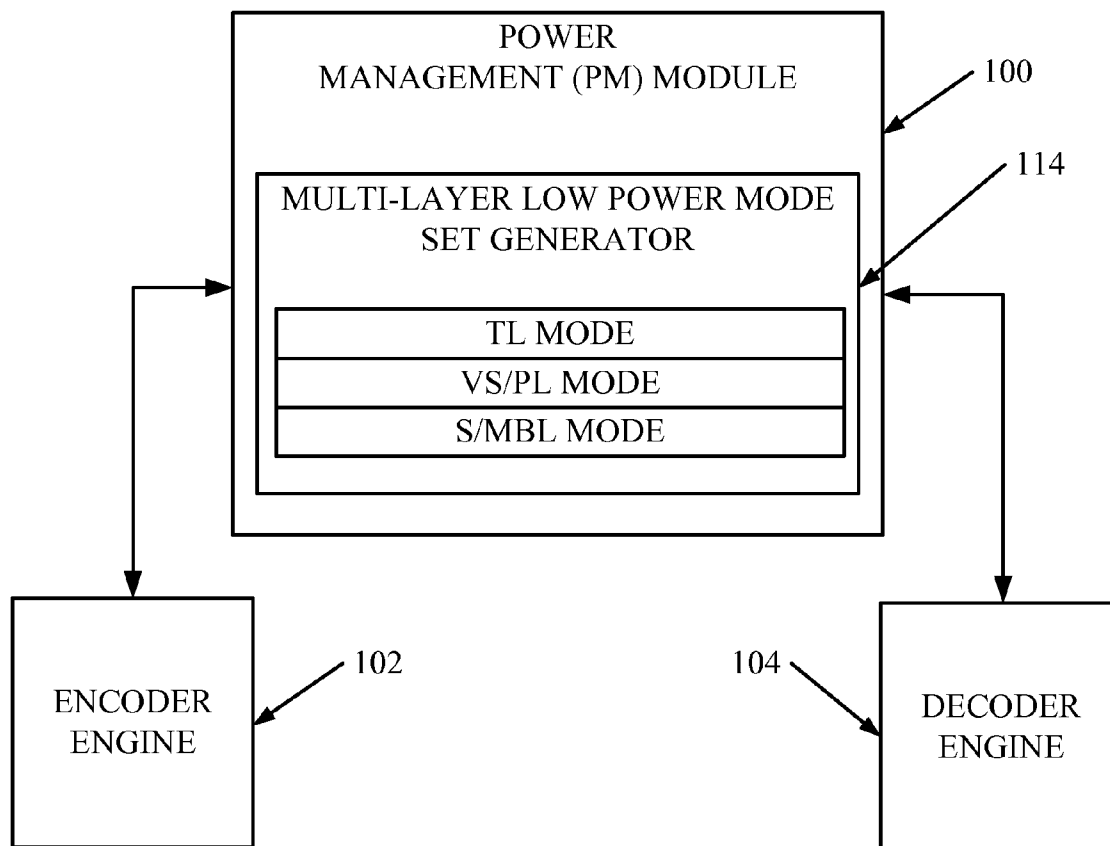 POWER
MANAGEMENT (PM) MODULE
100
114
MULTI-LAYER LOW POWER MODE
SET GENERATOR
TL MODE
VS/PL MODE
S/MBL MODE
102
104
ENCODER
ENGINE
DECODER
ENGINE